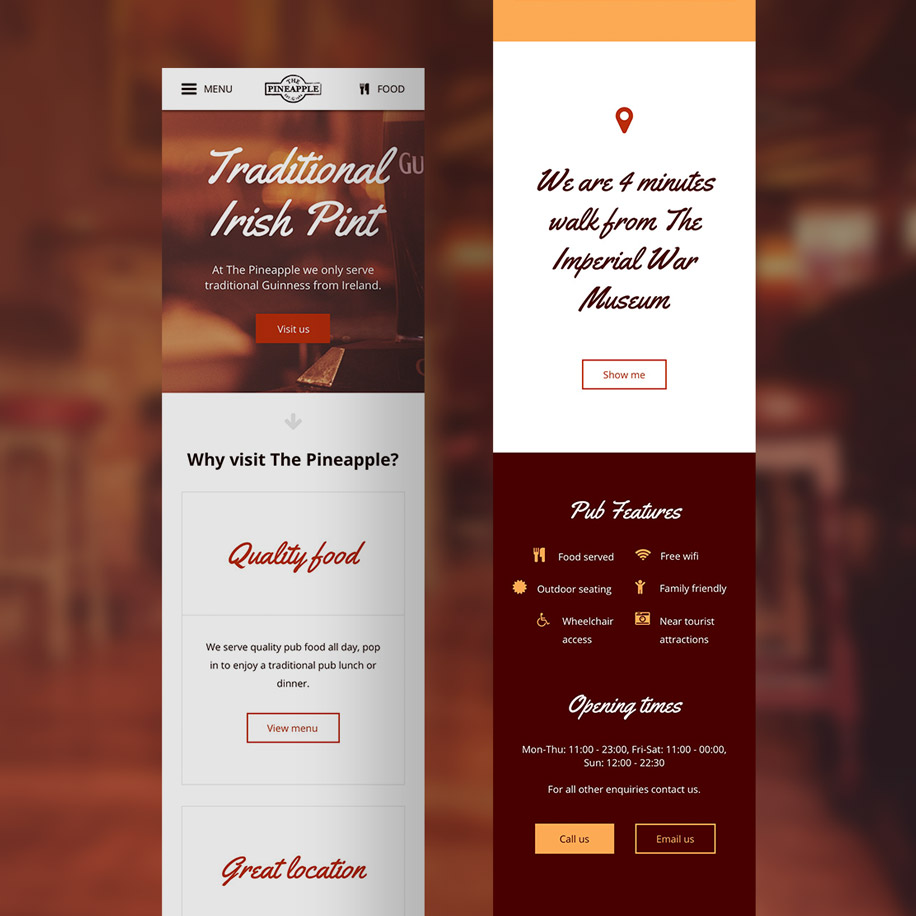 MENU
THE
PINEAPPLE
FOOD
Traditional
Irish Pint
GU
At The Pineapple we only serve
traditional Guinness from Ireland.
Visit us
Why visit The Pineapple?
Quality food
We serve quality pub food all day, pop
in to enjoy a traditional pub lunch or
dinner.
View menu
Great location
We are 4 minutes
walk from The
Imperial War
Museum
Show me
Pub Features
Food served
Free wifi
Outdoor seating
Family friendly
Wheelchair
access
Near tourist
attractions
Opening times
Mon-Thu: 11:00 - 23:00, Fri-Sat: 11:00 - 00:00,
Sun: 12:00 - 22:30
For all other enquiries contact us.
Call us
Email us